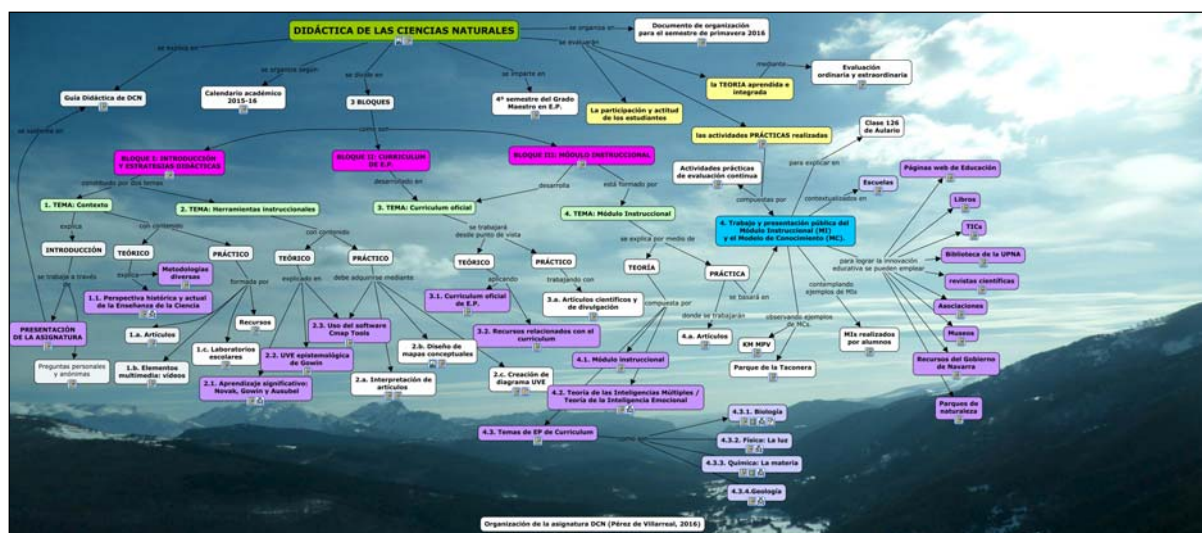 DIDÁCTICA DE LAS CIENCIAS NATURALES
se organiza en
Documento de organización
para el semestre de primavera 2016
se explica en
se evaluarán
se organiza según
se divide en
se imparte en
mediante
Evaluación
ordinaria y extraordinaria
la TEORIA aprendida e
integrada
Guía Didáctica de DCN
Calendario académico
2015-16
3 BLOQUES
4º semestre del Grado
Maestro en E.P.
La participación y actitud
de los estudiantes
las actividades PRÁCTICAS realizadas
Clase 126
de Aulario
se sustenta en
como son
BLOQUE I: INTRODUCCIÓN
Y ESTRATEGIAS DIDÁCTICAS
BLOQUE II: CURRICULUM
DE E.P.
BLOQUE III: MÓDULO INSTRUCCIONAL
Actividades prácticas
de evaluación continua
para explicar en
Páginas web de Educación
constituido por dos temas
desarrollado en
desarrolla
está formado por
Escuelas
compuestas por
contextualizados en
Libros
1. TEMA: Contexto
2. TEMA: Herramientas instruccionales
3. TEMA: Curriculum oficial
4. TEMA: Módulo Instruccional
4. Trabajo y presentación pública del
Módulo Instruccional (MI)
y el Modelo de Conocimiento (MC).
TICs
explica
con contenido
con contenido
se trabajará
desde punto de vista
se explica por medio de
INTRODUCCIÓN
TEÓRICO
PRÁCTICO
TEÓRICO
PRÁCTICO
TEÓRICO
PRÁCTICO
TEORÍA
PRÁCTICA
Biblioteca de la UPNA
para lograr la innovación
educativa se pueden emplear
revistas científicas
se trabaja a través
explica
Metodologías
diversas
formada por
explicado en
debe adquirirse mediante
aplicando
trabajando con
compuesta por
se basará en
contemplando
ejemplos de MIs
1.1. Perspectiva histórica y actual
de la Enseñanza de la Ciencia
3.1. Curriculum oficial
de E.P.
3.a. Artículos científicos y
de divulgación
donde se trabajarán
observando ejemplos
de MCs.
Asociaciones
PRESENTACIÓN
DE LA ASIGNATURA
1.a. Artículos
Recursos
2.3. Uso del software
Cmap Tools
3.2. Recursos relacionados con el
curriculum
4.a. Artículos
KM MPV
MIs realizados
por alumnos
Museos
1.c. Laboratorios
escolares
2.2. UVE epistemológica
de Gowin
2.b. Diseño de
mapas conceptuales
4.1. Módulo instruccional
Parque de la Taconera
Recursos del Gobierno
de Navarra
Preguntas personales
y anónimas
1.b. Elementos
multimedia: vídeos
2.1. Aprendizaje significativo:
Novak, Gowin y Ausubel
2.a. Interpretación de
artículos
2.c. Creación de
diagrama UVE
4.2. Teoría de las Inteligencias Múltiples /
Teoría de la Inteligencia Emocional
Parques de
naturaleza
4.3. Temas de EP de Curriculum
como
4.3.1. Biología
4.3.2. Física: La luz
4.3.3. Química: La materia
4.3.4.Geología
Organización de la asignatura DCN (Pérez de Villarreal, 2016)